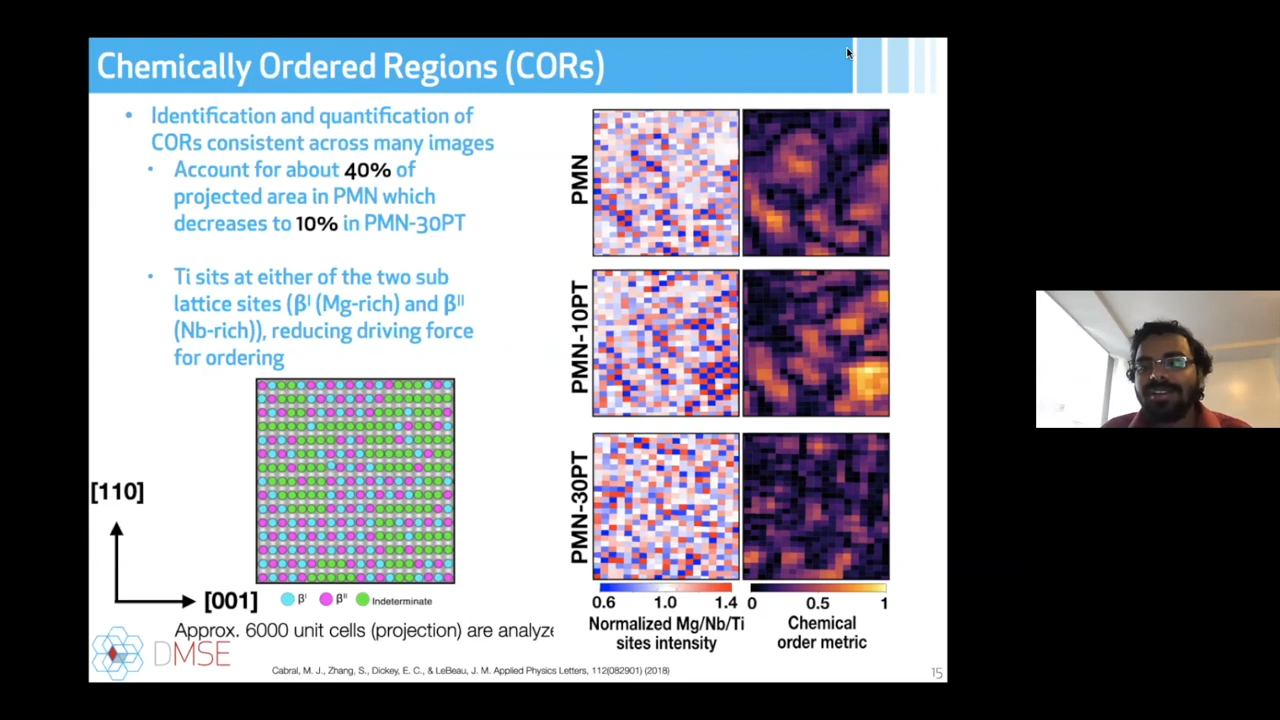 Chemically Ordered Regions (CORs)
• Identification and quantification of
CORs consistent across many images
• Account for about 40% of
projected area in PMN which
decreases to 10% in PMN-30PT
• Ti sits at either of the two sub
lattice sites (βᴵ (Mg-rich) and βᴵᴵ
(Nb-rich)), reducing driving force
for ordering
[110]
[001]
βᴵ βᴵᴵ Indeterminate
Approx. 6000 unit cells (projection) are analyze
PMN
PMN-10PT
PMN-30PT
0.6 1.0 1.4
Normalized Mg/Nb/Ti
sites intensity
0 0.5 1
Chemical
order metric
DMSE
Cabral, M. J., Zhang, S., Dickey, E. C., & LeBeau, J. M. Applied Physics Letters, 112(082901) (2018)
15